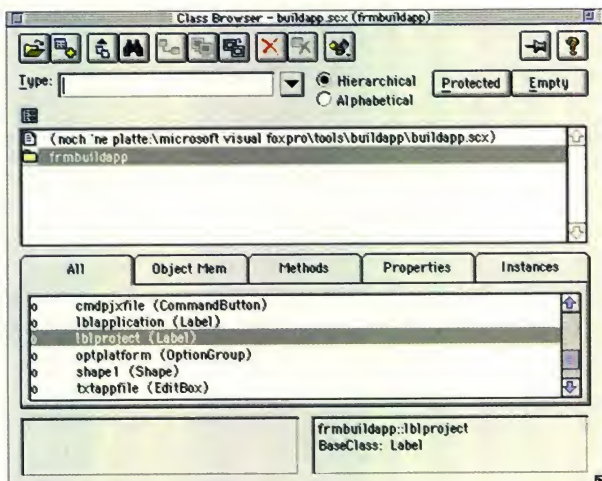 Class Browser - buildapp.scx (frmbuildapp)
Type:
Hierarchical
Alphabetical
Protected
Empty
(noch 'ne platte:\microsoft visual foxpro\tools\buildapp\buildapp.scx)
frmbuildapp
All
Object Mem
Methods
Properties
Instances
cmdpjxfile (CommandButton)
lblapplication (Label)
lblproject (Label)
optplatform (OptionGroup)
shape1 (Shape)
txtappfile (EditBox)
frmbuildapp::lblproject
BaseClass: Label